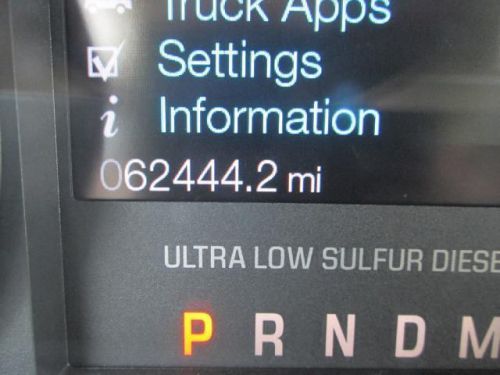 Truck Apps
Settings
i Information
062444.2 mi
ULTRA LOW SULFUR DIESE
P R N D M